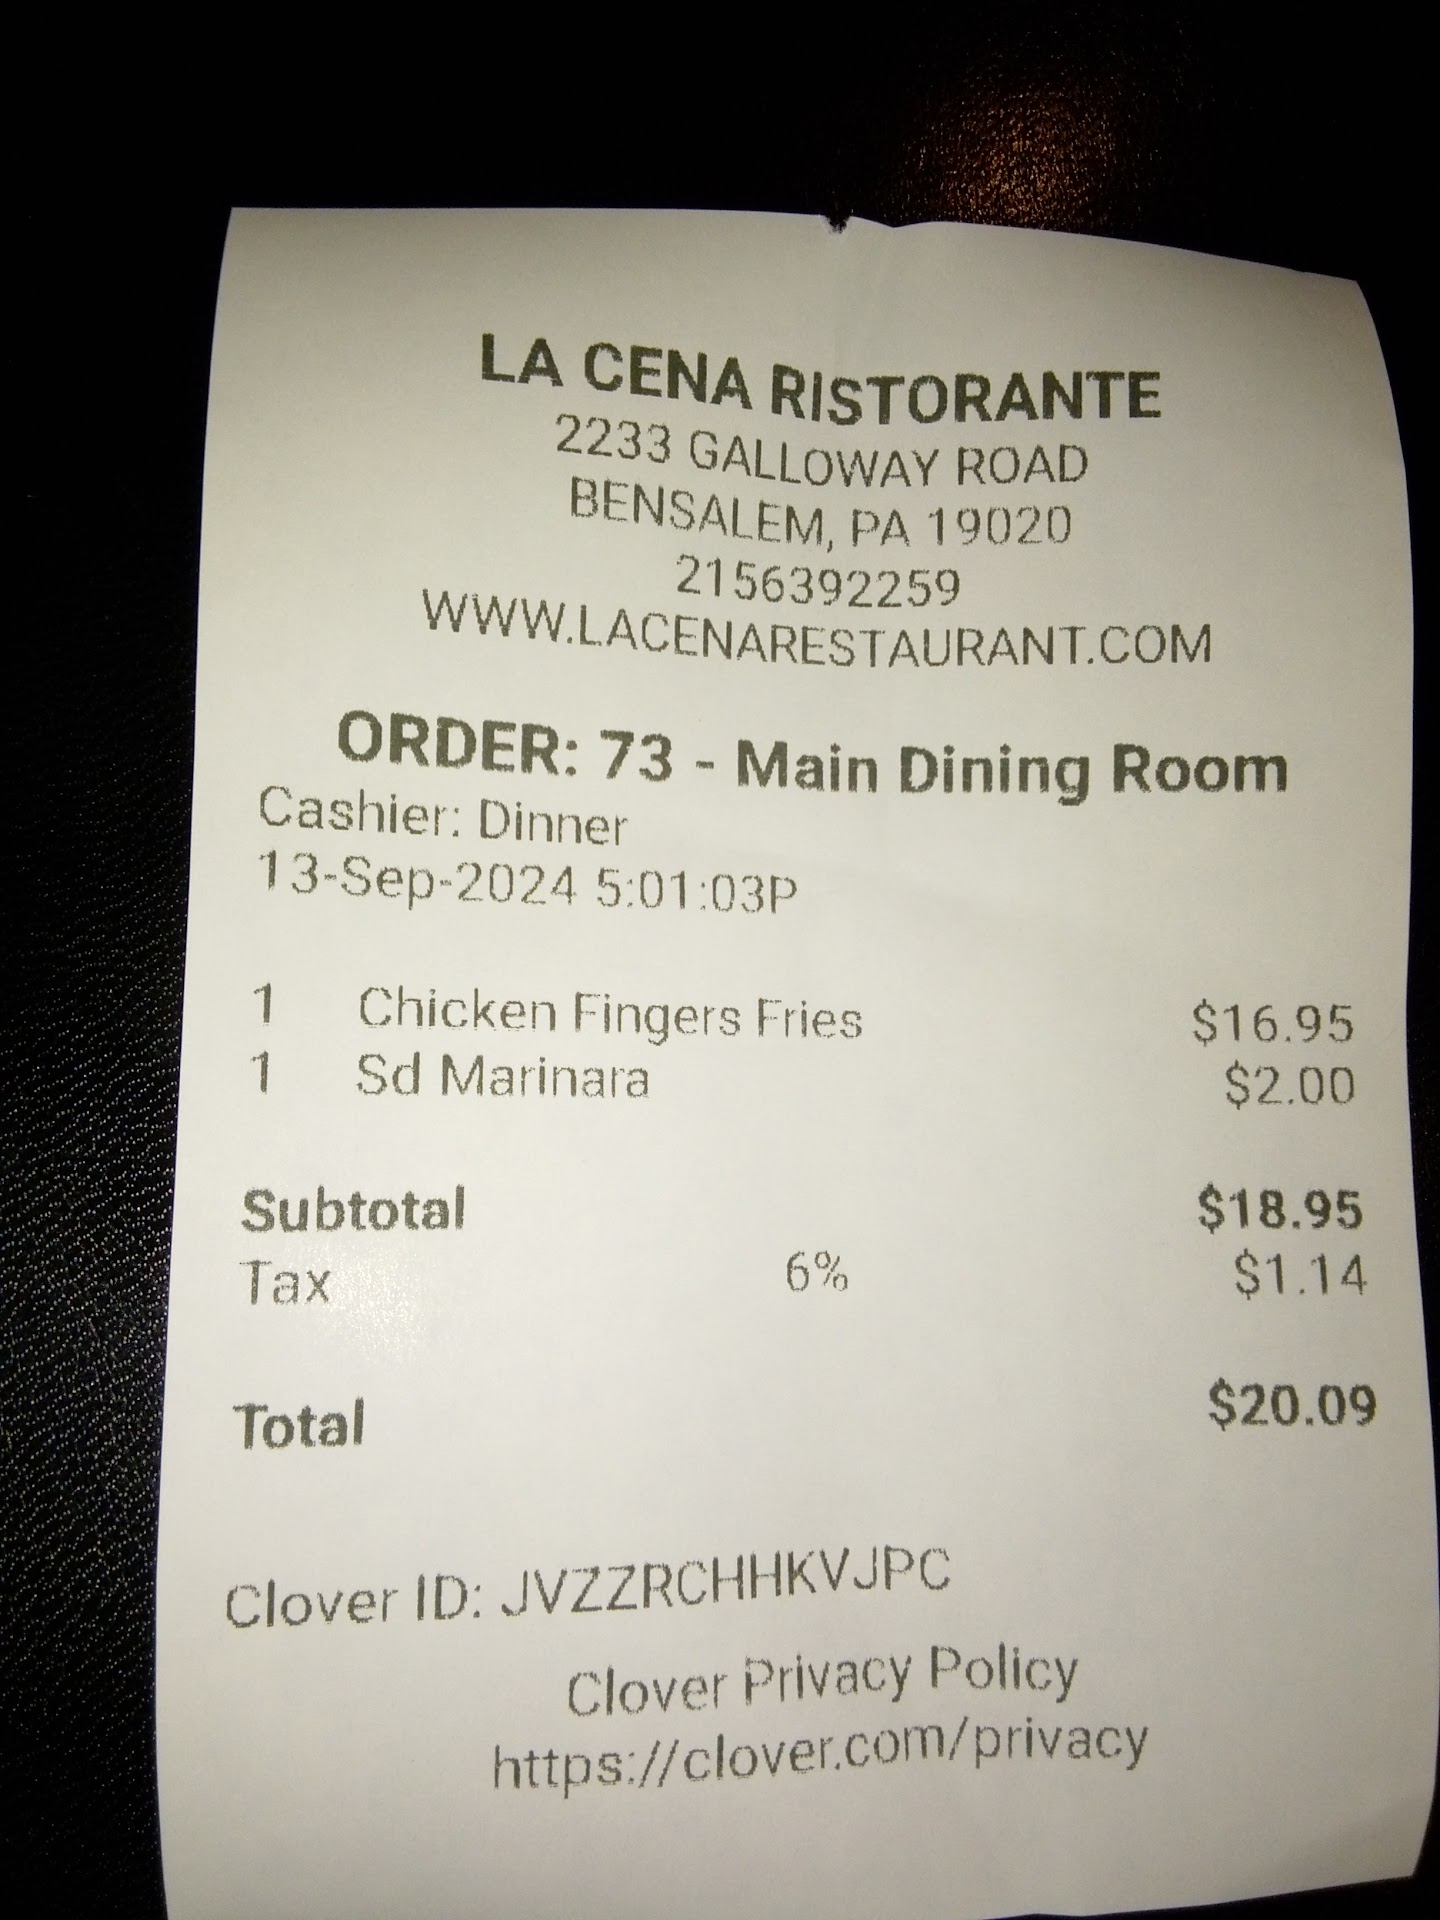 LA CENA RISTORANTE
2233 GALLOWAY ROAD
BENSALEM, PA 19020
2156392259
WWW.LACENARESTAURANT.COM
ORDER: 73 - Main Dining Room
Cashier: Dinner
13-Sep-2024 5:01:03P
1 Chicken Fingers Fries $16.95
1 Sd Marinara $2.00
Subtotal $18.95
Tax 6% $1.14
Total $20.09
Clover ID: JVZZRCHHKVJPC
Clover Privacy Policy
https://clover.com/privacy